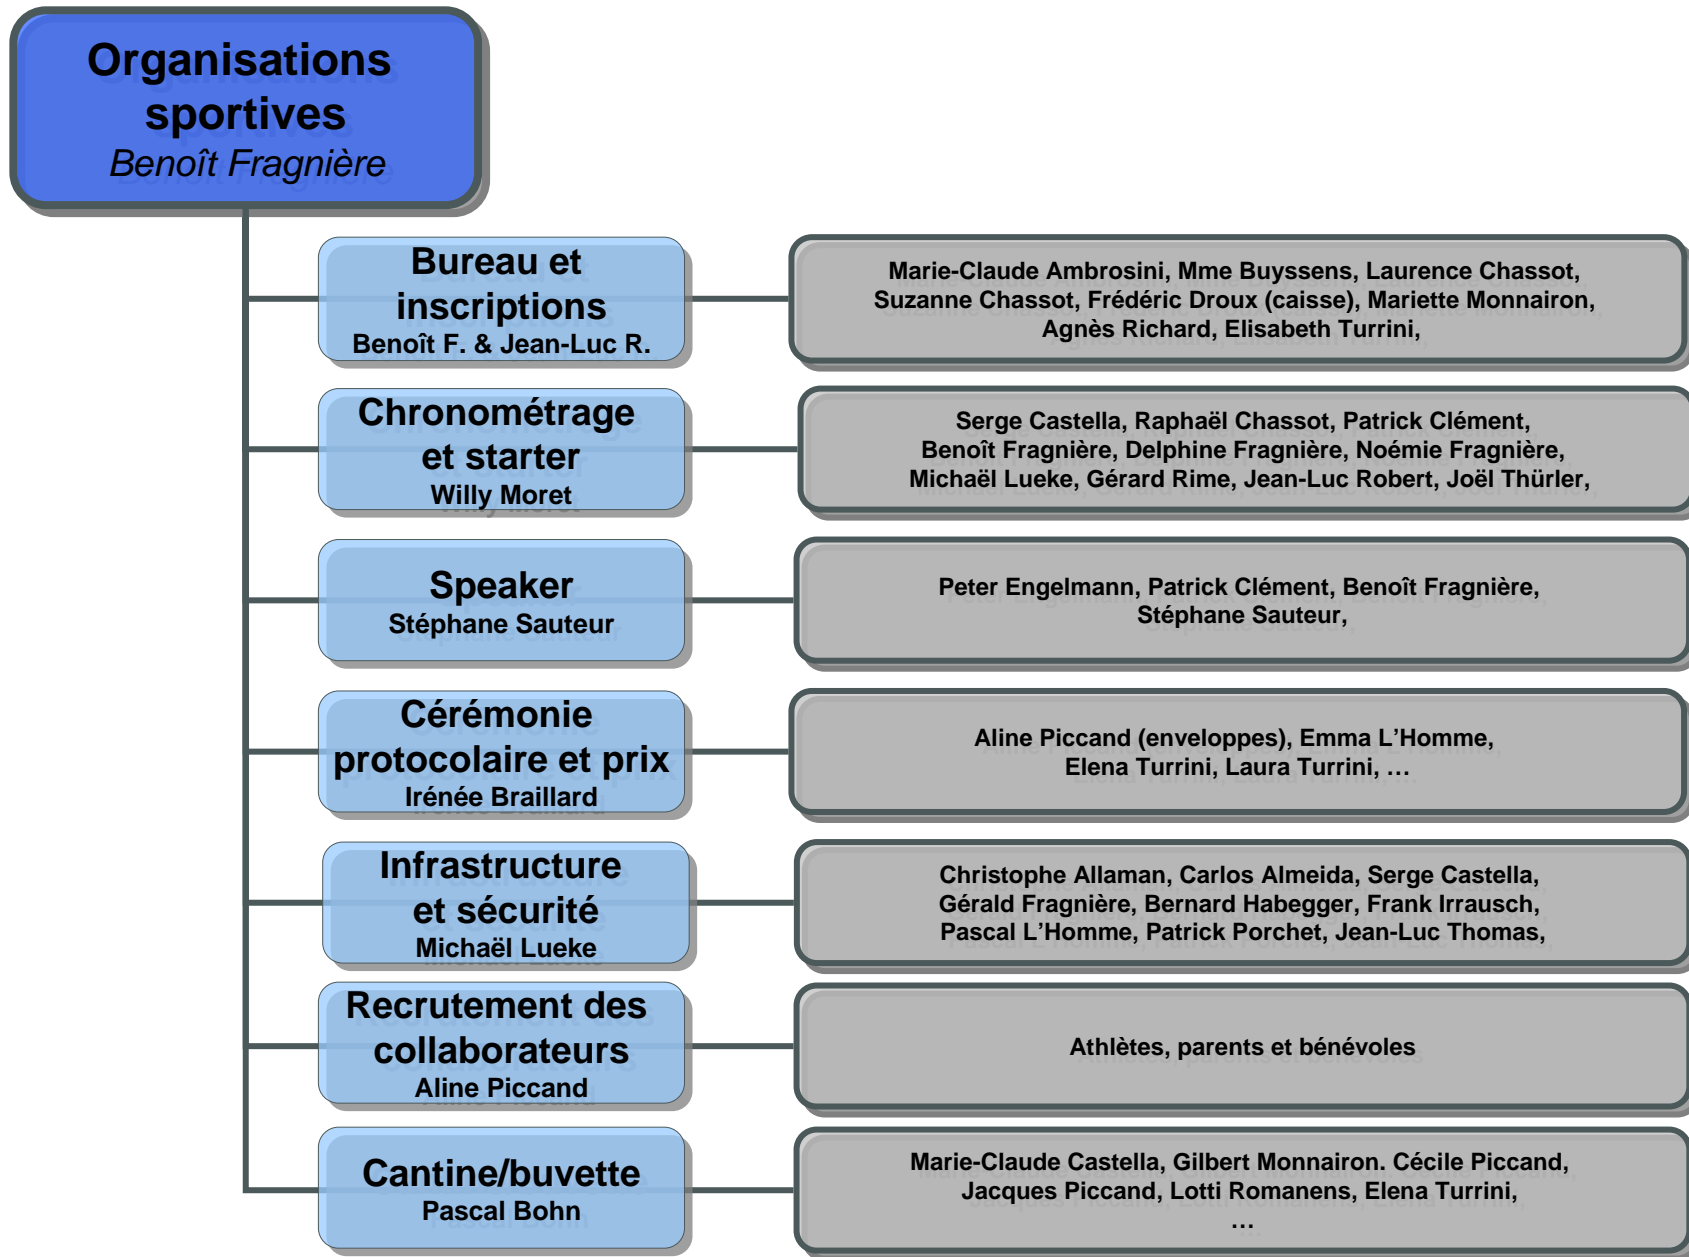 Organisations
sportives
Benoît Fragnière
Bureau et
inscriptions
Benoît F. & Jean-Luc R.
Marie-Claude Ambrosini, Mme Buyssens, Laurence Chassot,
Suzanne Chassot, Frédéric Droux (caisse), Mariette Monnairon,
Agnès Richard, Elisabeth Turrini,
Chronométrage
et starter
Willy Moret
Serge Castella, Raphaël Chassot, Patrick Clément,
Benoît Fragnière, Delphine Fragnière, Noémie Fragnière,
Michaël Lueke, Gérard Rime, Jean-Luc Robert, Joël Thürler,
Speaker
Stéphane Sauteur
Peter Engelmann, Patrick Clément, Benoît Fragnière,
Stéphane Sauteur,
Cérémonie
protocolaire et prix
Irénée Braillard
Aline Piccand (enveloppes), Emma L’Homme,
Elena Turrini, Laura Turrini, …
Infrastructure
et sécurité
Michaël Lueke
Christophe Allaman, Carlos Almeida, Serge Castella,
Gérald Fragnière, Bernard Habegger, Frank Irrausch,
Pascal L’Homme, Patrick Porchet, Jean-Luc Thomas,
Recrutement des
collaborateurs
Aline Piccand
Athlètes, parents et bénévoles
Cantine/buvette
Pascal Bohn
Marie-Claude Castella, Gilbert Monnairon. Cécile Piccand,
Jacques Piccand, Lotti Romanens, Elena Turrini,
…